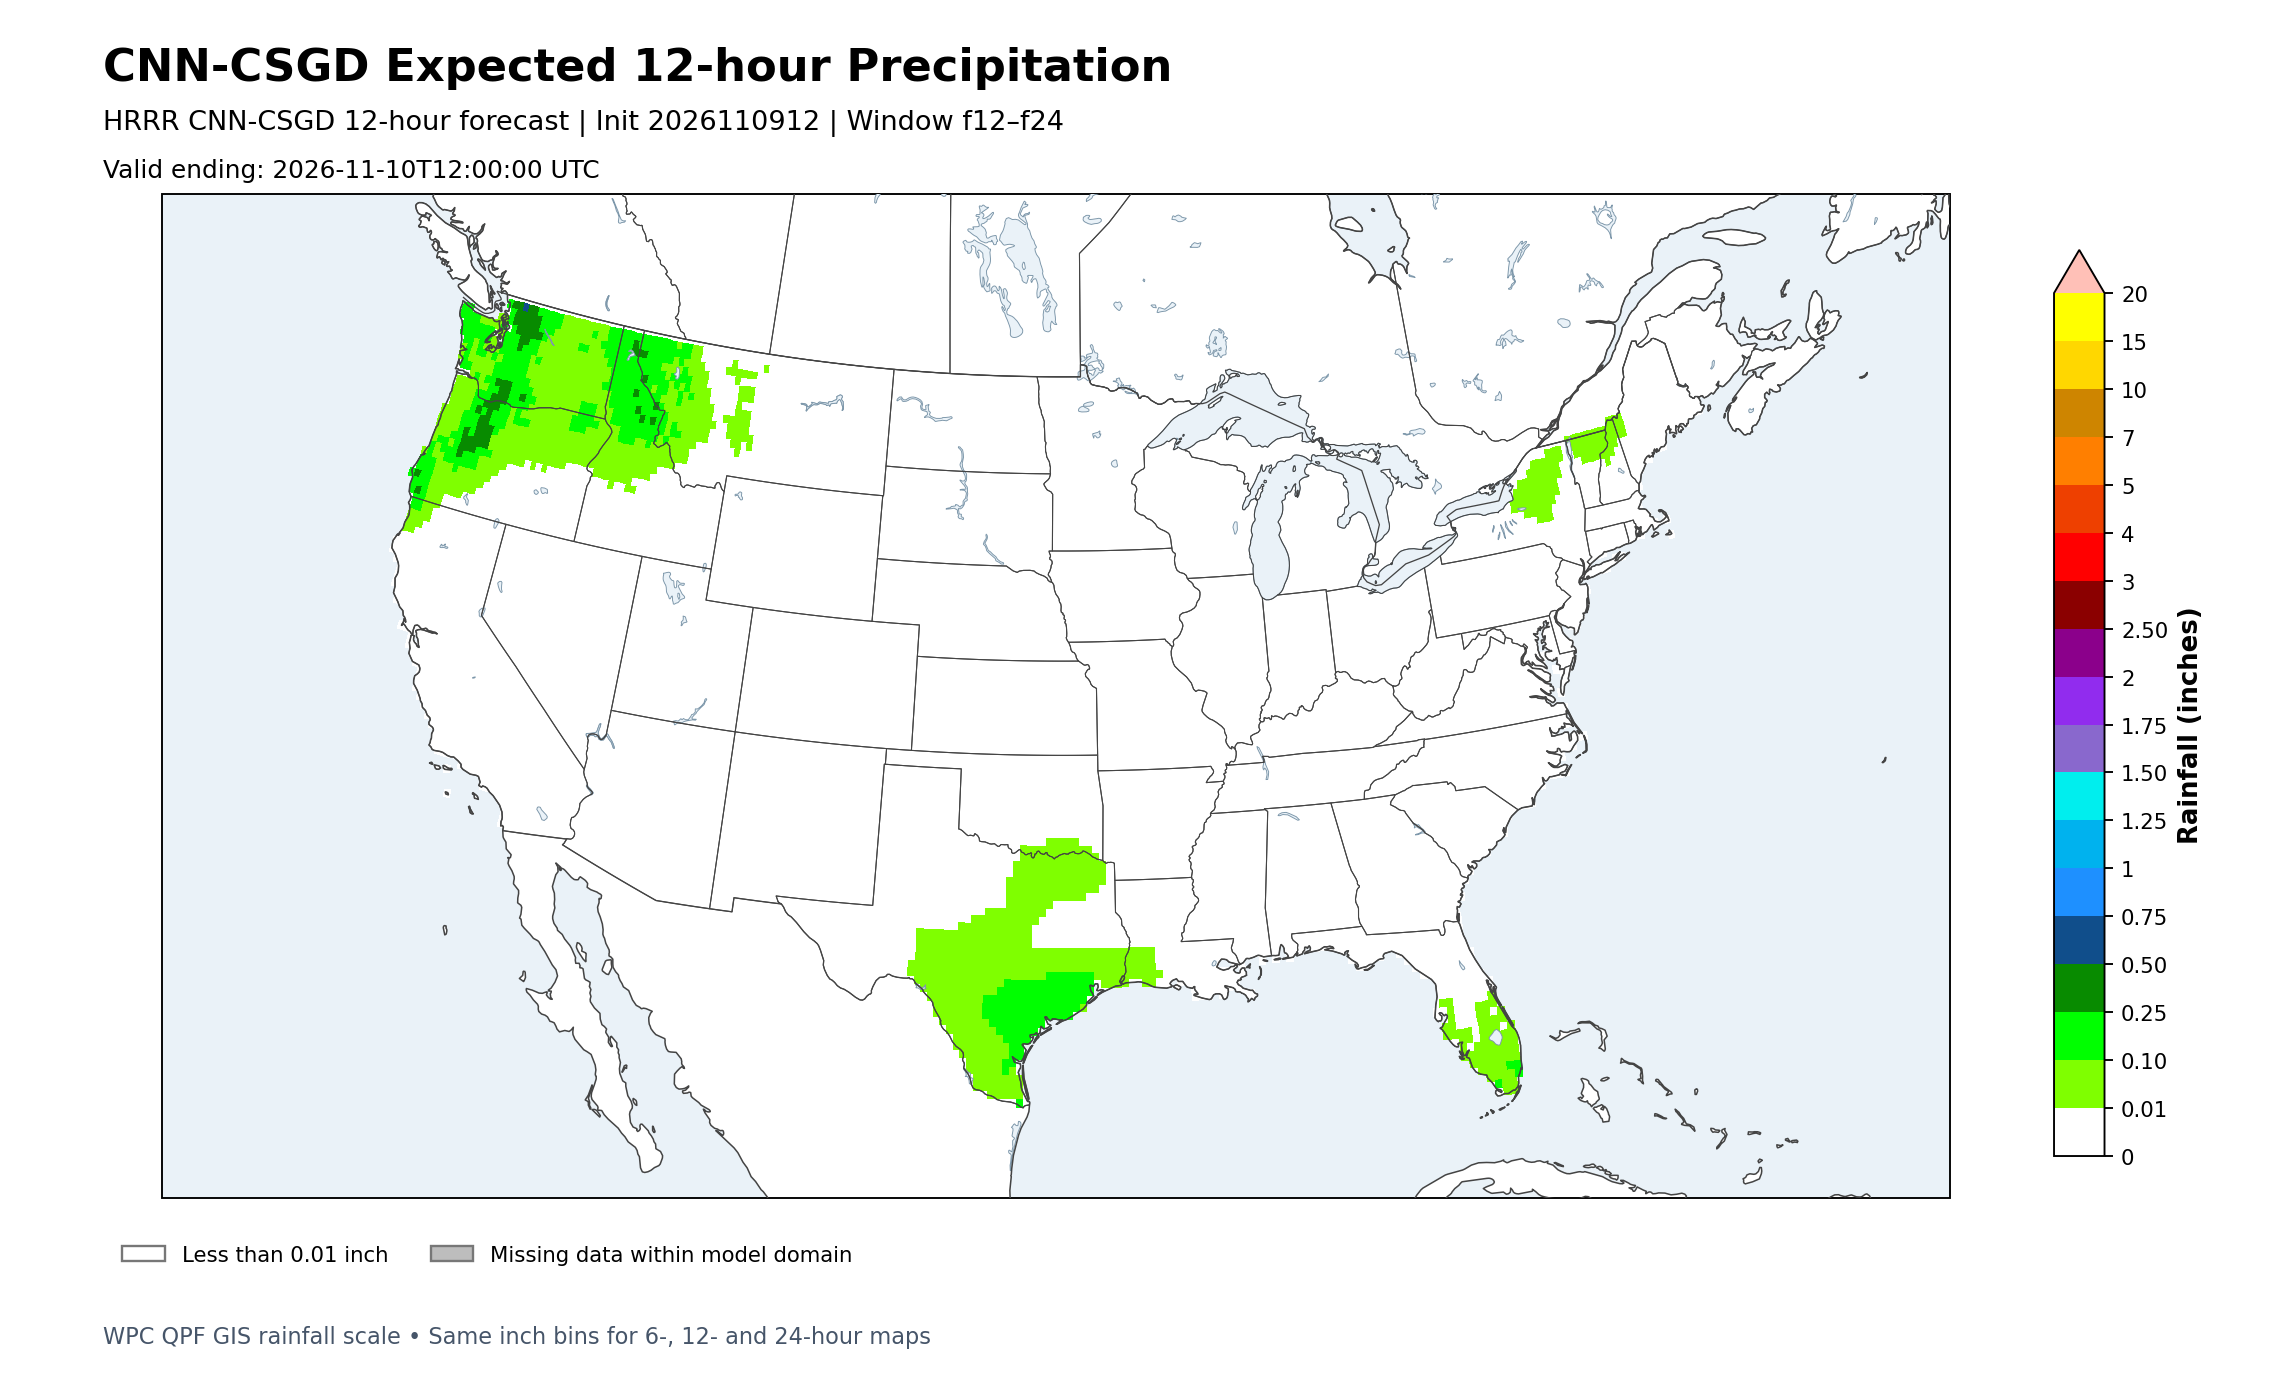 CNN-CSGD Expected 12-hour Precipitation
HRRR CNN-CSGD 12-hour forecast | Init 2026110912 | Window f12–f24
Valid ending: 2026-11-10T12:00:00 UTC
20
15
10
7
5
4
3
2.50
2
1.75
1.50
1.25
1
0.75
0.50
0.25
0.10
0.01
0
Rainfall (inches)
Less than 0.01 inch
Missing data within model domain
WPC QPF GIS rainfall scale • Same inch bins for 6-, 12- and 24-hour maps